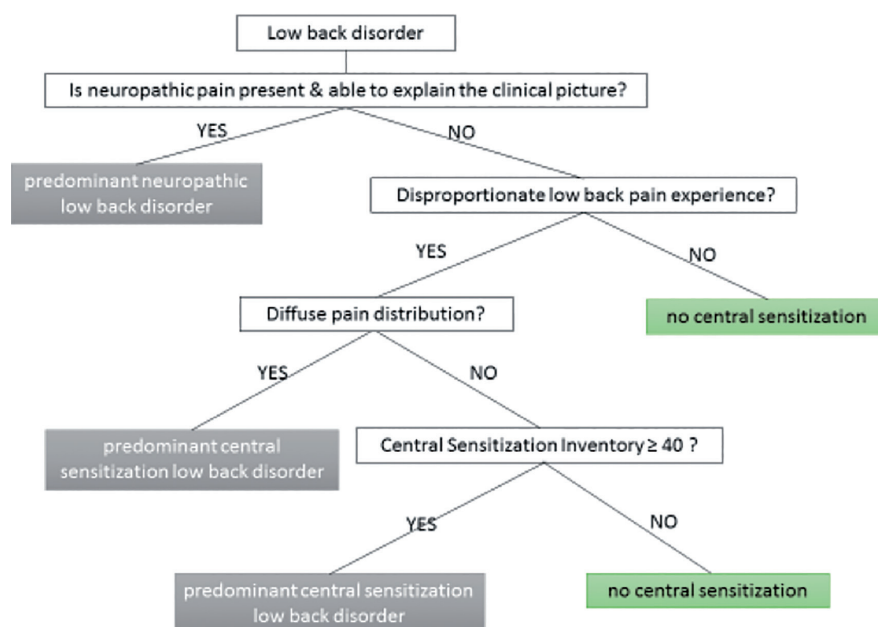 Low back disorder
Is neuropathic pain present & able to explain the clinical picture?
YES
NO
predominant neuropathic
low back disorder
Disproportionate low back pain experience?
YES
NO
Diffuse pain distribution?
no central sensitization
YES
NO
predominant central
sensitization low back disorder
Central Sensitization Inventory ≥ 40 ?
YES
NO
predominant central sensitization
low back disorder
no central sensitization